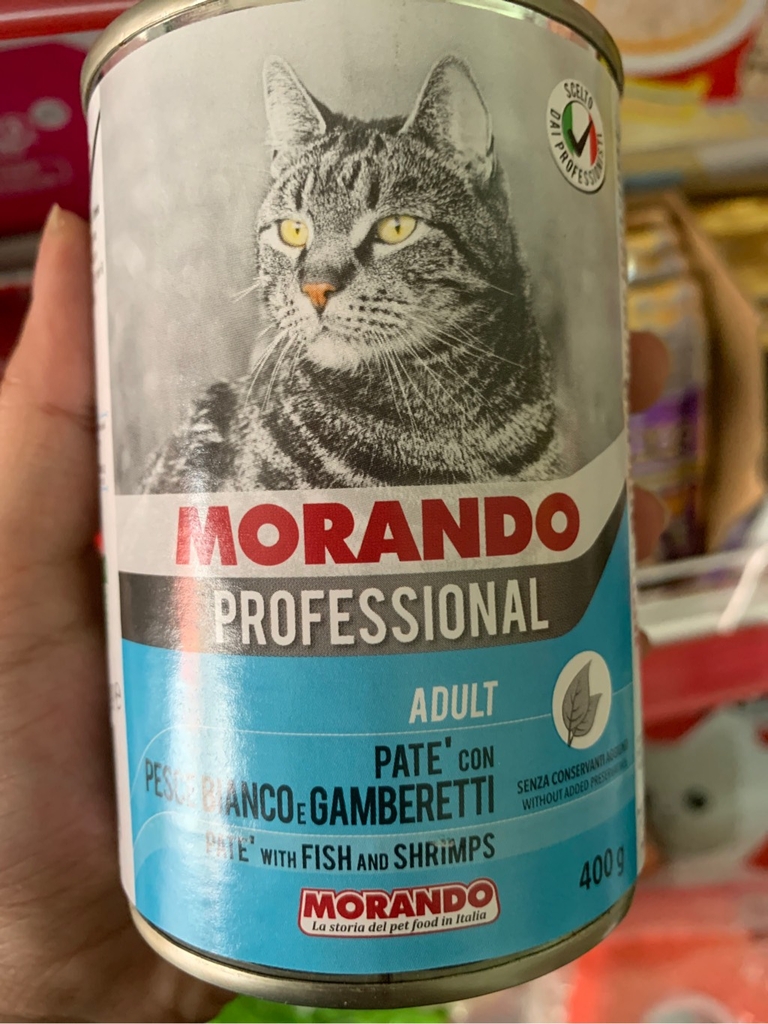 SCELTO
DAI PROFESSIONISTI
MORANDO
PROFESSIONAL
ADULT
PATE' CON
PESCE BIANCO E GAMBERETTI
SENZA CONSERVANTI AGGIUNTI
WITHOUT ADDED PRESERVATIVES
PATE' WITH FISH AND SHRIMPS
400 g
MORANDO
La storia del pet food in Italia